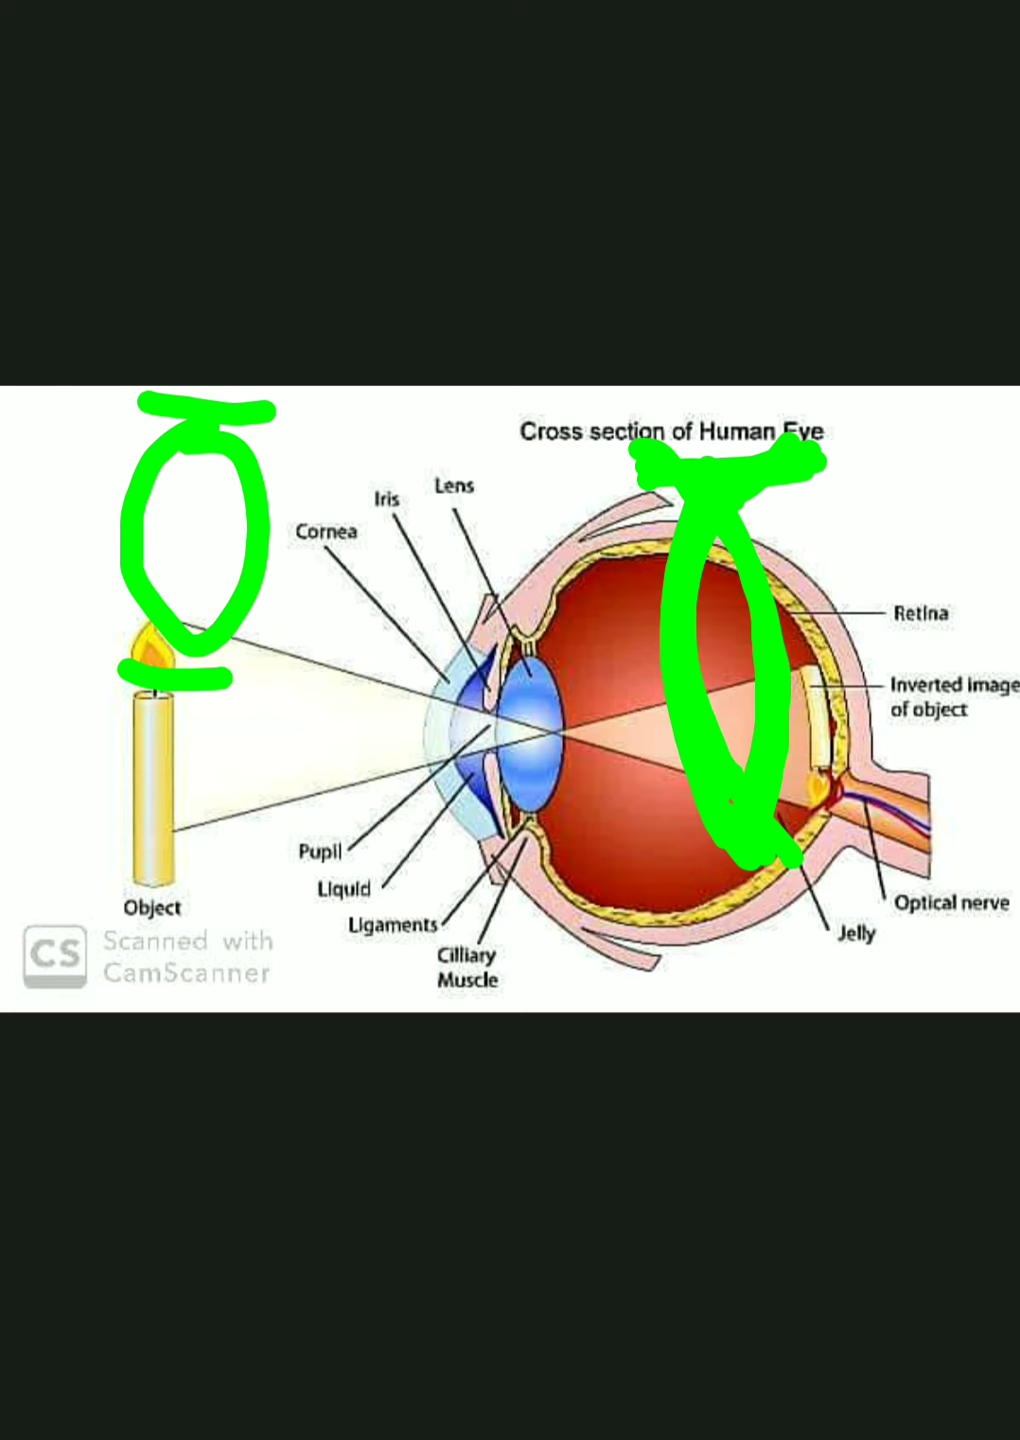 Cross section of Human Eye
Lens
Iris
Cornea
Retina
Inverted image
of object
Pupil
Liquid
Ligaments
Cilliary
Muscle
Object
Optical nerve
Jelly
CS
Scanned with
CamScanner